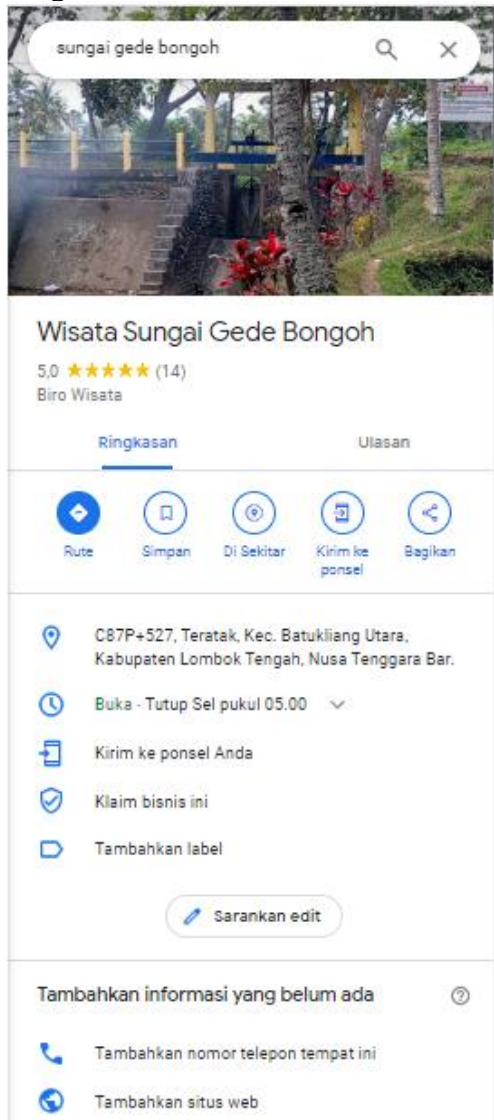 sungai gede bongoh
Wisata Sungai Gede Bongoh
5,0 ★★★★★ (14)
Biro Wisata
Ringkasan Ulasan
Rute Simpan Di Sekitar Kirim ke ponsel Bagikan
C87P+527, Teratak, Kec. Batukliang Utara,
Kabupaten Lombok Tengah, Nusa Tenggara Bar.
Buka - Tutup Sel pukul 05.00
Kirim ke ponsel Anda
Klaim bisnis ini
Tambahkan label
Sarankan edit
Tambahkan informasi yang belum ada
Tambahkan nomor telepon tempat ini
Tambahkan situs web